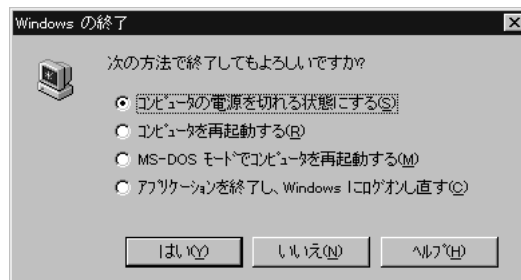 Windows の終了
次の方法で終了してもよろしいですか?
コンピュータの電源を切れる状態にする(S)
コンピュータを再起動する(R)
MS-DOS モードでコンピュータを再起動する(M)
アプリケーションを終了し、Windows にログオンし直す(C)
はい(Y) いいえ(N) ヘルプ(H)